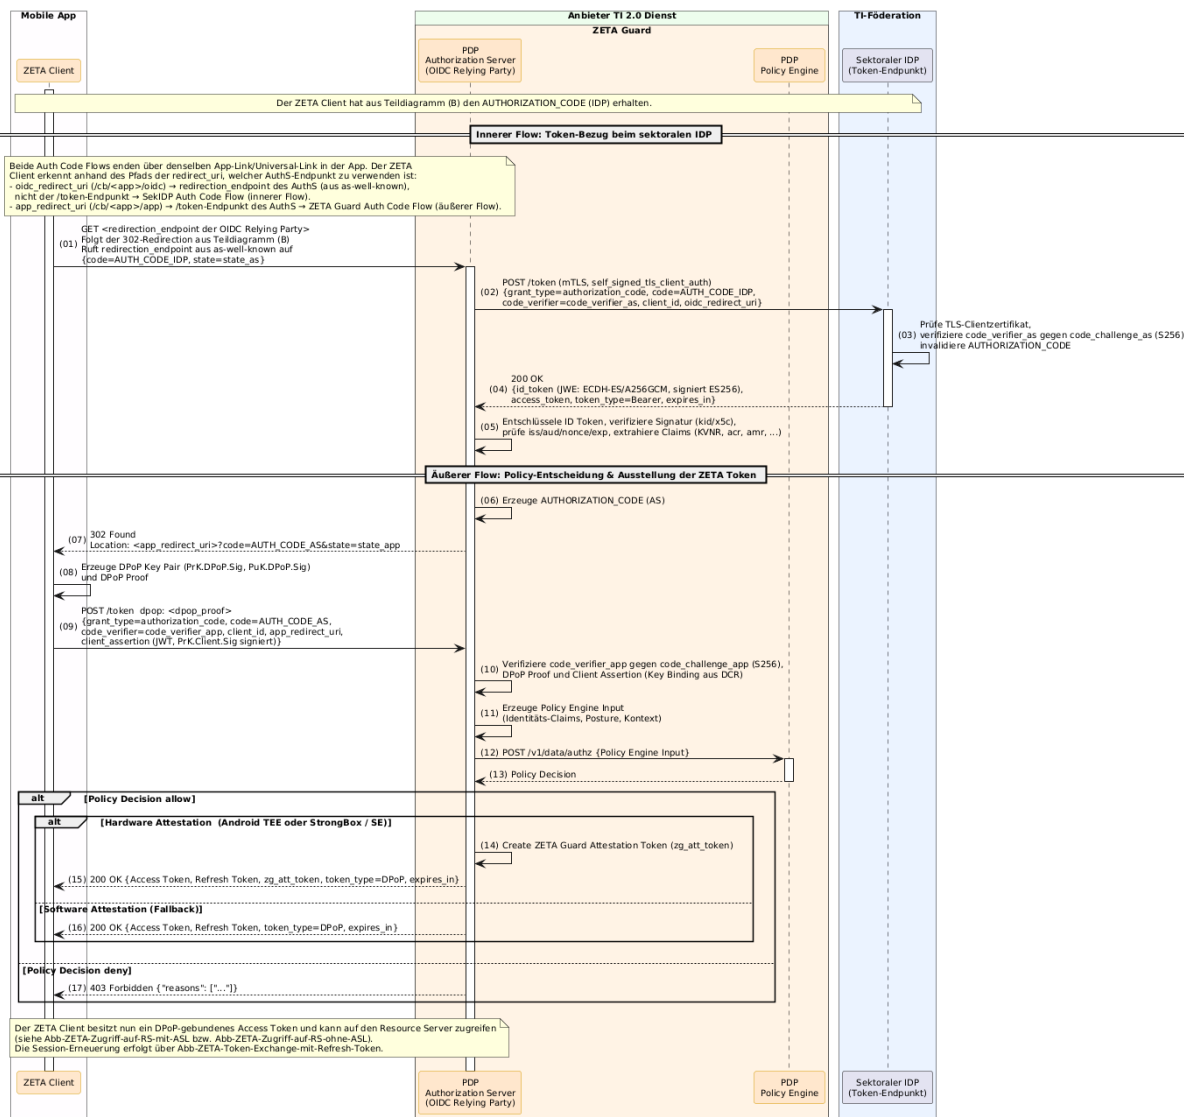 Mobile App
Anbieter TI 2.0 Dienst
TI-Föderation
ZETA Guard
ZETA Client
PDP
Authorization Server
(OIDC Relying Party)
PDP
Policy Engine
Sektoraler IDP
(Token-Endpunkt)
Der ZETA Client hat aus Teildiagramm (B) den AUTHORIZATION_CODE (IDP) erhalten.
Innerer Flow: Token-Bezug beim sektoralen IDP
Beide Auth Code Flows enden über denselben App-Link/Universal-Link in der App. Der ZETA
Client erkennt anhand des Pfads der redirect_uri, welcher AuthS-Endpunkt zu verwenden ist:
- oidc_redirect_uri (/cb/<app>/oidc) → redirection_endpoint des AuthS (aus as-well-known),
nicht der /token-Endpunkt → SekIDP Auth Code Flow (innerer Flow).
- app_redirect_uri (/cb/<app>/app) → /token-Endpunkt des AuthS → ZETA Guard Auth Code Flow (äußerer Flow).
(01) GET <redirection_endpoint der OIDC Relying Party>
Folgt der 302-Redirection aus Teildiagramm (B)
Ruft redirection_endpoint aus as-well-known auf
{code=AUTH_CODE_IDP, state=state_as}
(02) POST /token (mTLS, self_signed_tls_client_auth)
{grant_type=authorization_code, code=AUTH_CODE_IDP,
code_verifier=code_verifier_as, client_id, oidc_redirect_uri}
(03) Prüfe TLS-Clientzertifikat,
verifiziere code_verifier_as gegen code_challenge_as (S256)
invalidiere AUTHORIZATION_CODE
(04) 200 OK
{id_token (JWE: ECDH-ES/A256GCM, signiert ES256),
access_token, token_type=Bearer, expires_in}
(05) Entschlüssele ID Token, verifiziere Signatur (kid/x5c),
prüfe iss/aud/nonce/exp, extrahiere Claims (KVNR, acr, amr, ...)
Äußerer Flow: Policy-Entscheidung & Ausstellung der ZETA Token
(06) Erzeuge AUTHORIZATION_CODE (AS)
(07) 302 Found
Location: <app_redirect_uri>?code=AUTH_CODE_AS&state=state_app
(08) Erzeuge DPoP Key Pair (PrK.DPoP.Sig, PuK.DPoP.Sig)
und DPoP Proof
(09) POST /token  dpop: <dpop_proof>
{grant_type=authorization_code, code=AUTH_CODE_AS,
code_verifier=code_verifier_app, client_id, app_redirect_uri,
client_assertion (JWT, PrK.Client.Sig signiert)}
(10) Verifiziere code_verifier_app gegen code_challenge_app (S256),
DPoP Proof und Client Assertion (Key Binding aus DCR)
(11) Erzeuge Policy Engine Input
(Identitäts-Claims, Posture, Kontext)
(12) POST /v1/data/authz {Policy Engine Input}
(13) Policy Decision
alt [Policy Decision allow]
alt [Hardware Attestation  (Android TEE oder StrongBox / SE)]
(14) Create ZETA Guard Attestation Token (zg_att_token)
(15) 200 OK {Access Token, Refresh Token, zg_att_token, token_type=DPoP, expires_in}
[Software Attestation (Fallback)]
(16) 200 OK {Access Token, Refresh Token, token_type=DPoP, expires_in}
[Policy Decision deny]
(17) 403 Forbidden {"reasons": ["..."]}
Der ZETA Client besitzt nun ein DPoP-gebundenes Access Token und kann auf den Resource Server zugreifen
(siehe Abb-ZETA-Zugriff-auf-RS-mit-ASL bzw. Abb-ZETA-Zugriff-auf-RS-ohne-ASL).
Die Session-Erneuerung erfolgt über Abb-ZETA-Token-Exchange-mit-Refresh-Token.
ZETA Client
PDP
Authorization Server
(OIDC Relying Party)
PDP
Policy Engine
Sektoraler IDP
(Token-Endpunkt)